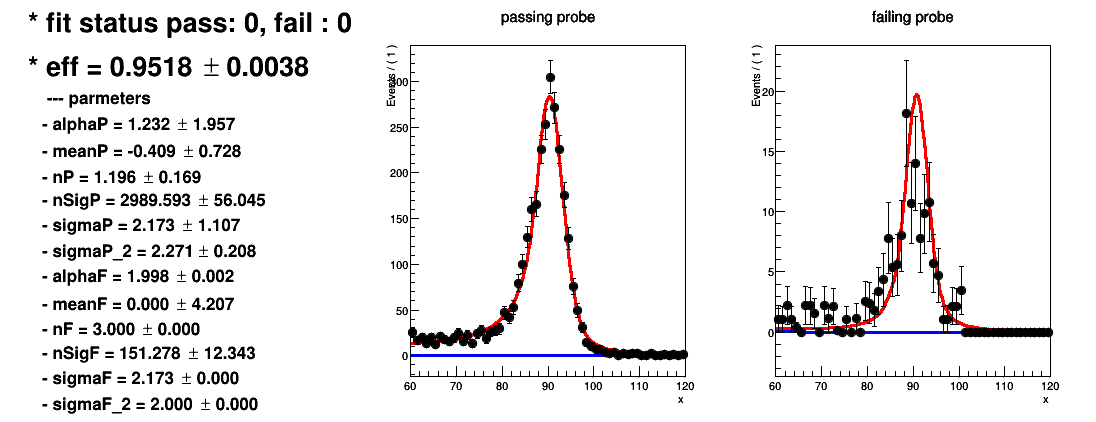 * fit status pass: 0, fail : 0
* eff = 0.9518 ± 0.0038
--- parmeters
- alphaP = 1.232 ± 1.957
- meanP = -0.409 ± 0.728
- nP = 1.196 ± 0.169
- nSigP = 2989.593 ± 56.045
- sigmaP = 2.173 ± 1.107
- sigmaP_2 = 2.271 ± 0.208
- alphaF = 1.998 ± 0.002
- meanF = 0.000 ± 4.207
- nF = 3.000 ± 0.000
- nSigF = 151.278 ± 12.343
- sigmaF = 2.173 ± 0.000
- sigmaF_2 = 2.000 ± 0.000
passing probe
Events / ( 1 )
300
250
200
150
100
50
0
60 70 80 90 100 110 120
x
failing probe
Events / ( 1 )
20
15
10
5
0
60 70 80 90 100 110 120
x